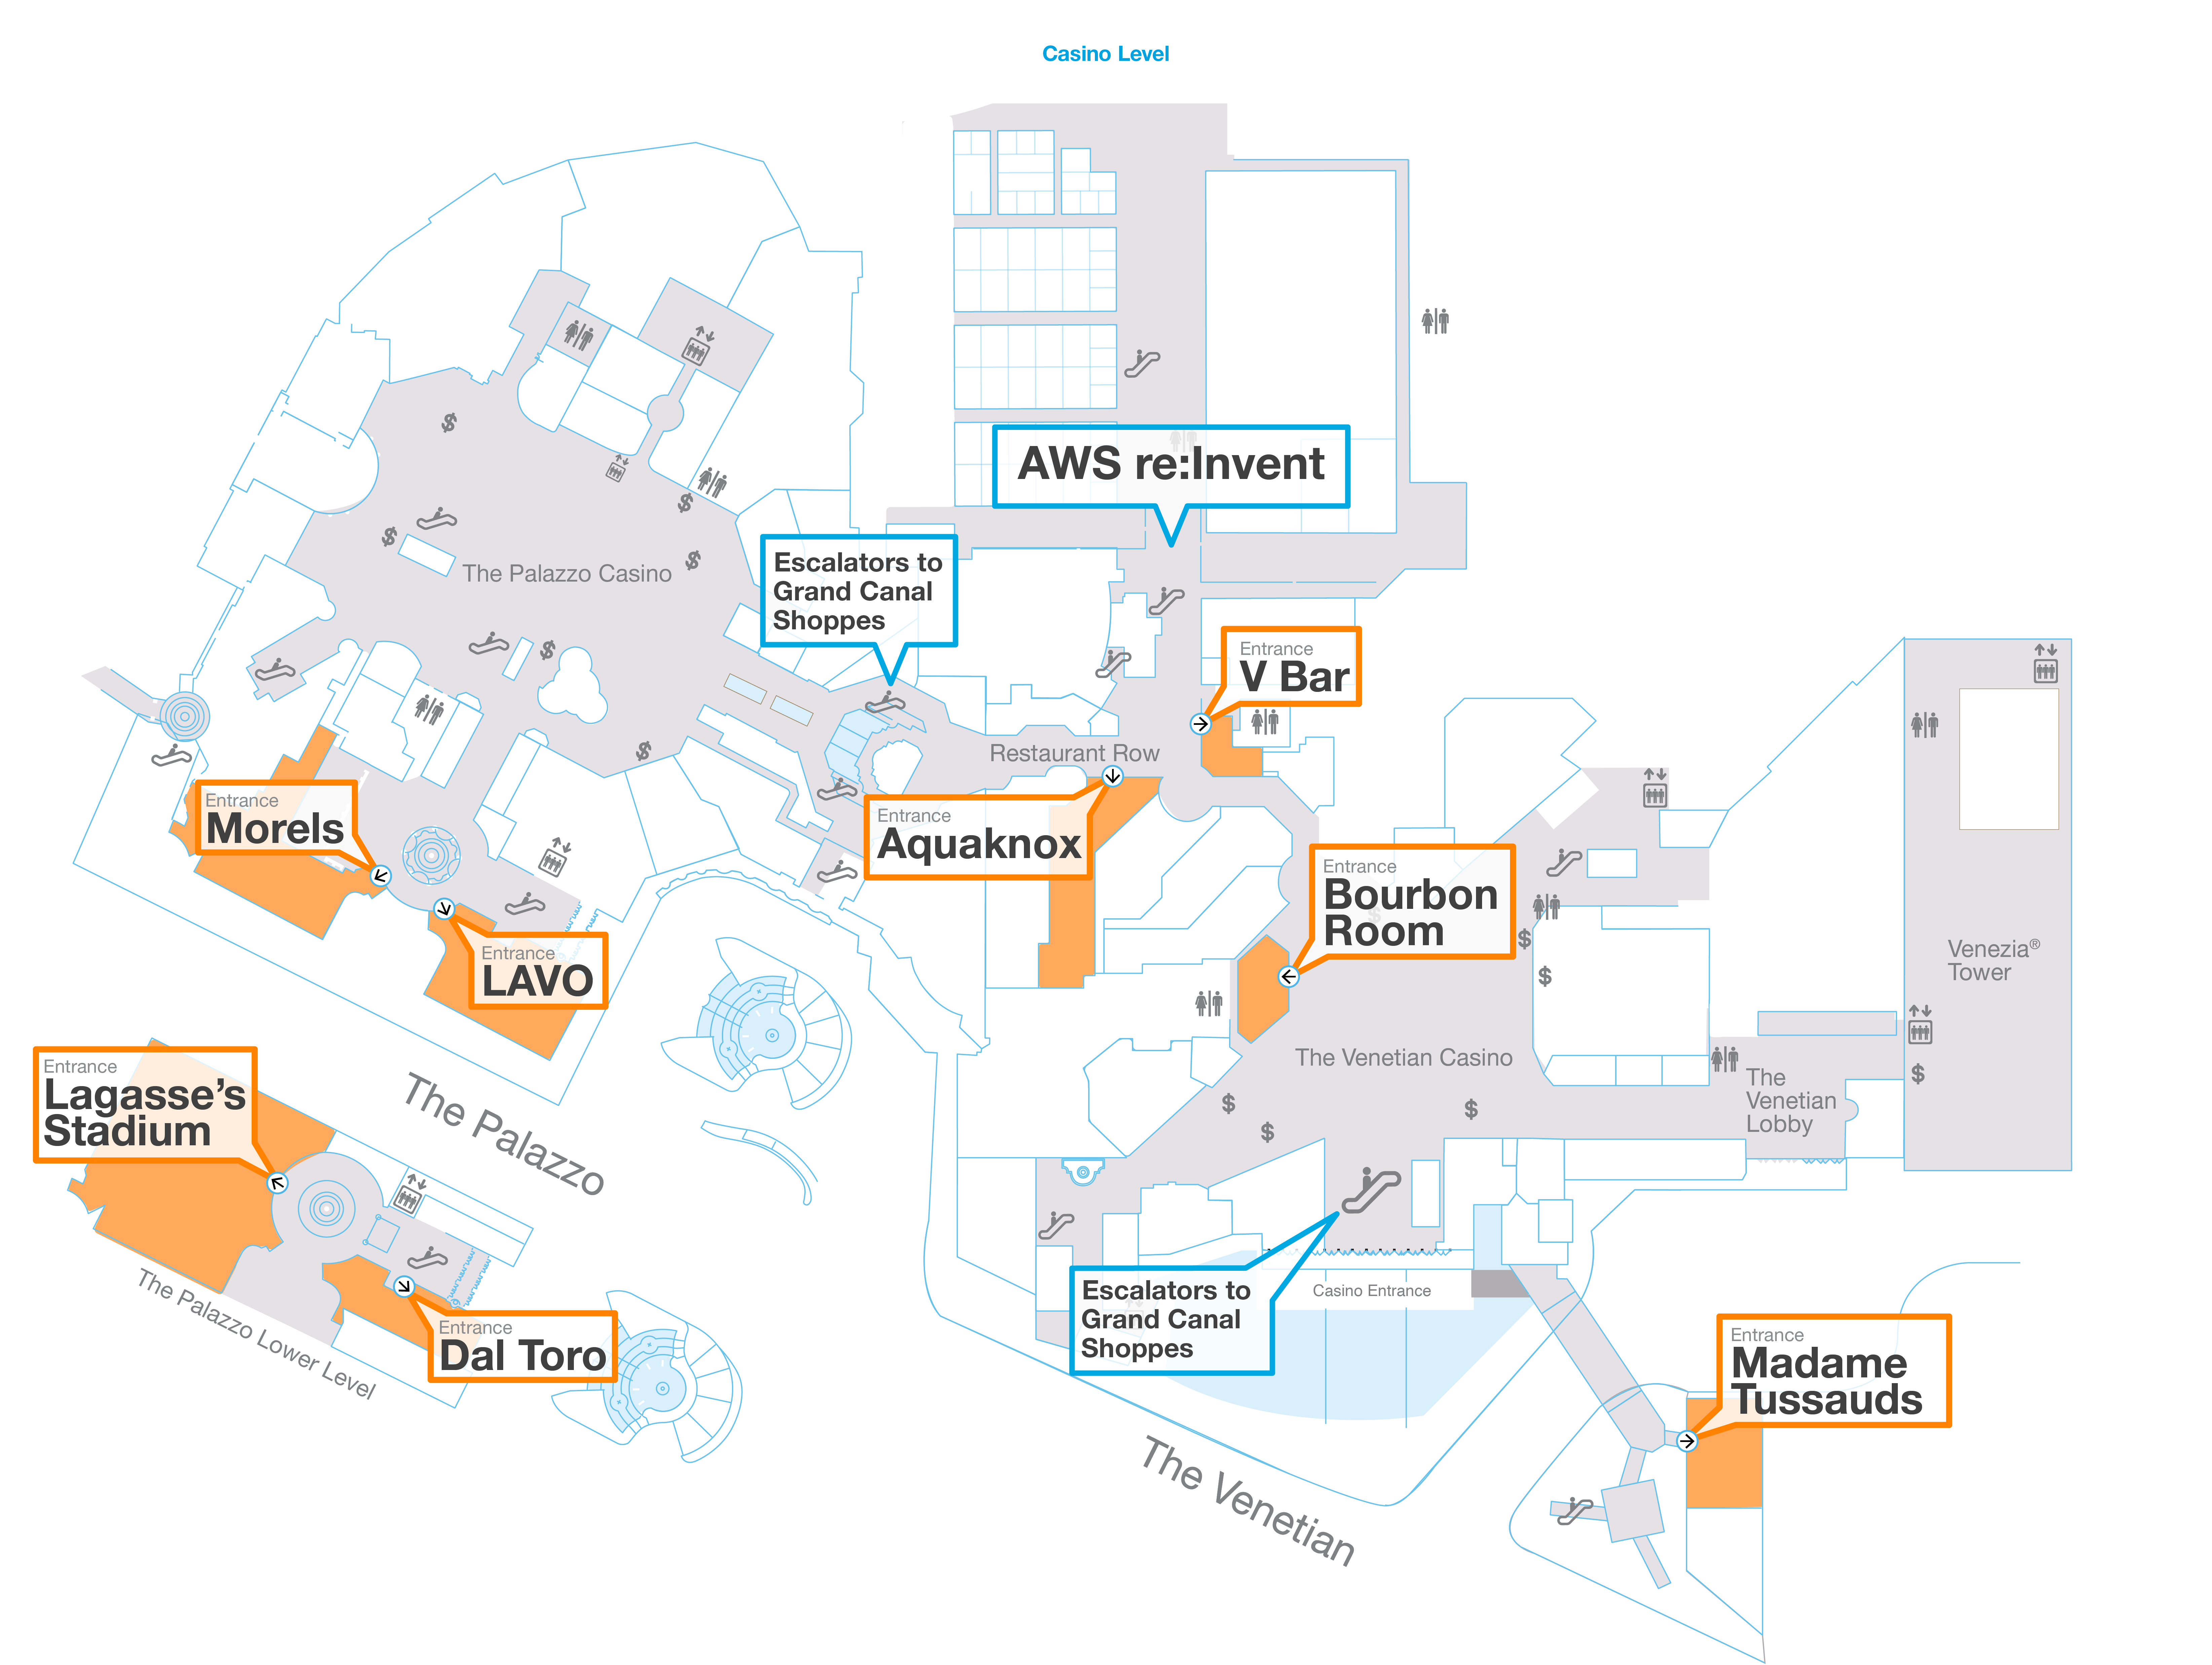 Casino Level
AWS re:Invent
Escalators to
Grand Canal
Shoppes
The Palazzo Casino
Entrance
V Bar
Restaurant Row
Entrance
Morels
Entrance
Aquaknox
Entrance
Bourbon
Room
Entrance
LAVO
Venezia®
Tower
The Venetian Casino
Entrance
Lagasse's
Stadium
The Palazzo
The
Venetian
Lobby
Escalators to
Grand Canal
Shoppes
Casino Entrance
The Palazzo Lower Level
Entrance
Dal Toro
Entrance
Madame
Tussauds
The Venetian